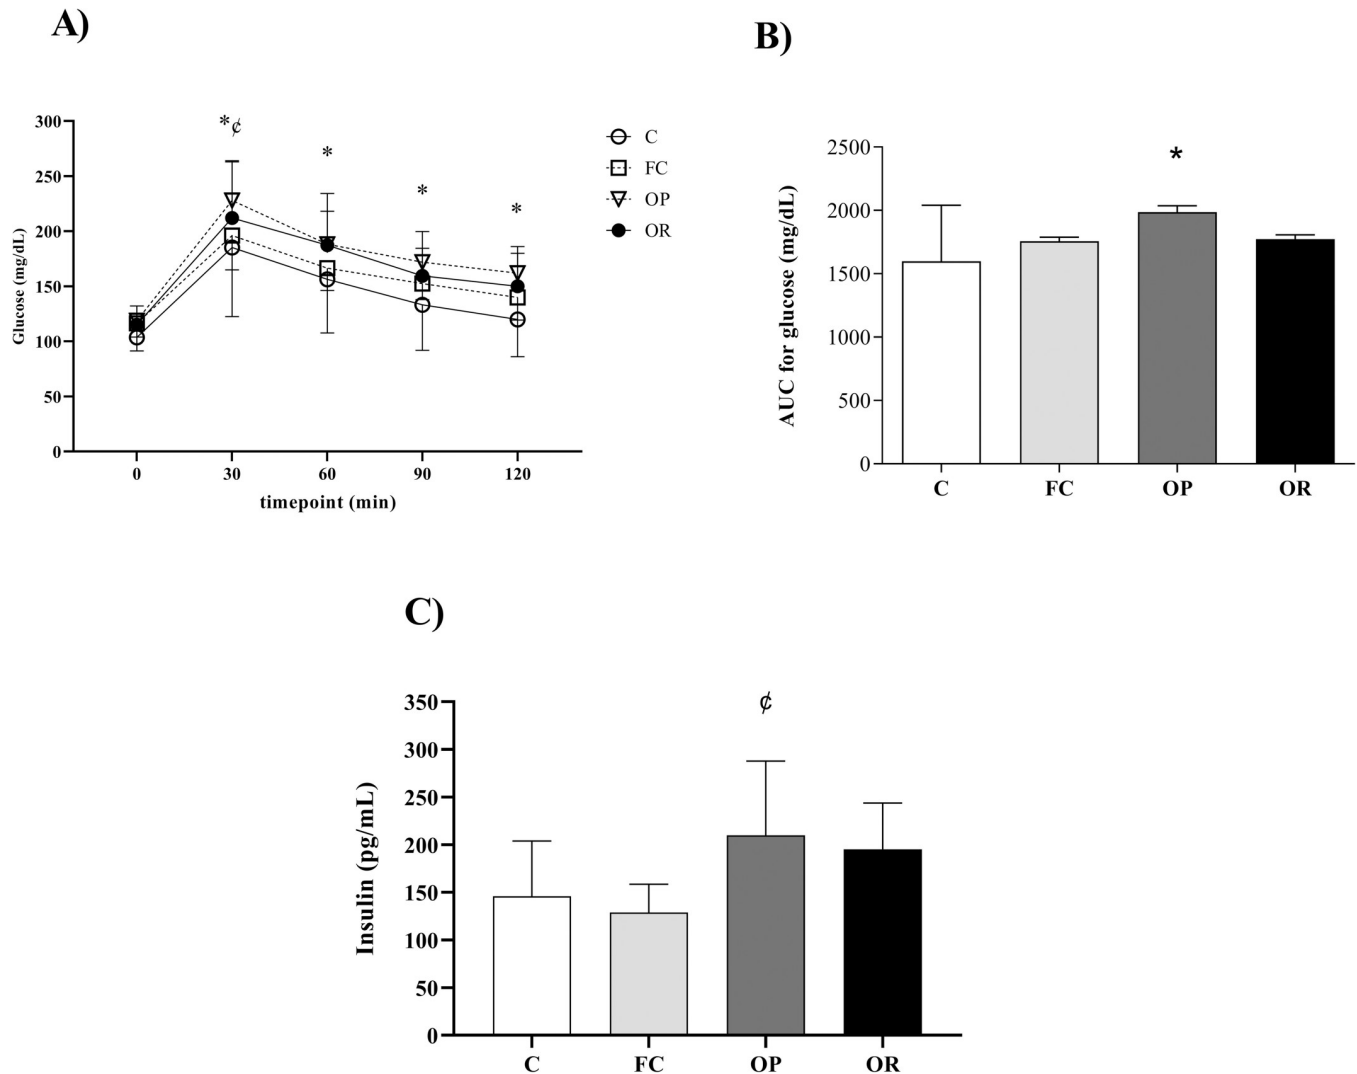 A)
B)
300
250
200
150
100
50
0
Glucose (mg/dL)
*¢
*
*
*
0 30 60 90 120
timepoint (min)
C
FC
OP
OR
2500
2000
1500
1000
500
0
AUC for glucose (mg/dL)
*
C FC OP OR
C)
350
300
250
200
150
100
50
0
Insulin (pg/mL)
¢
C FC OP OR